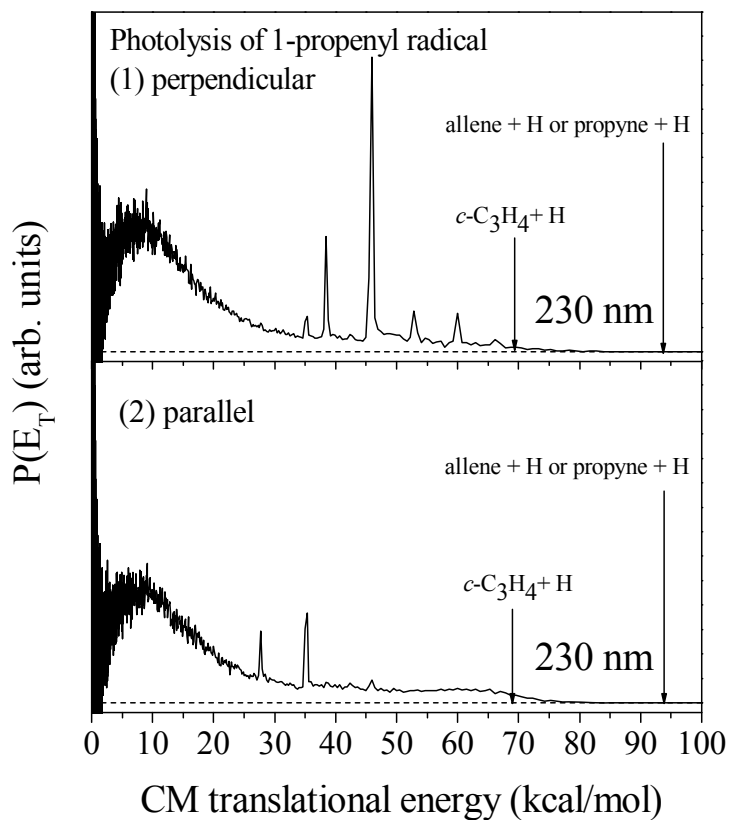 Photolysis of 1-propenyl radical
(1) perpendicular
allene + H or propyne + H
c-C3H4+ H
230 nm
(2) parallel
allene + H or propyne + H
c-C3H4+ H
230 nm
P(ET) (arb. units)
0 10 20 30 40 50 60 70 80 90 100
CM translational energy (kcal/mol)